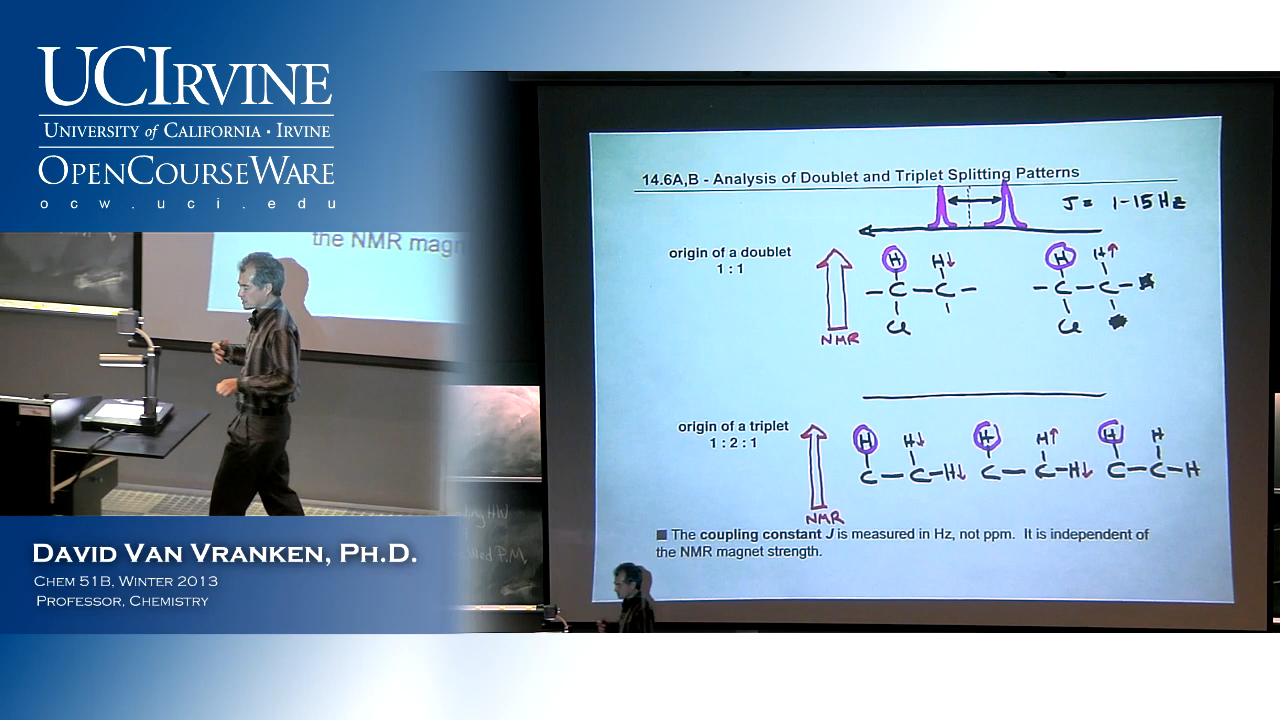 UCIRVINE
UNIVERSITY of CALIFORNIA · IRVINE
OPENCOURSEWARE
ocw.uci.edu
the NMR magn
DAVID VAN VRANKEN, PH.D.
CHEM 51B, WINTER 2013
PROFESSOR, CHEMISTRY
14.6A,B - Analysis of Doublet and Triplet Splitting Patterns
J = 1-15 Hz
origin of a doublet
1 : 1
NMR
H H↓
– C – C –
Cl
H H↑
– C – C –
Cl
origin of a triplet
1 : 2 : 1
NMR
H H↓
C – C – H↓
H H↑
C – C – H↓
H H
C – C – H
■ The coupling constant J is measured in Hz, not ppm. It is independent of
the NMR magnet strength.